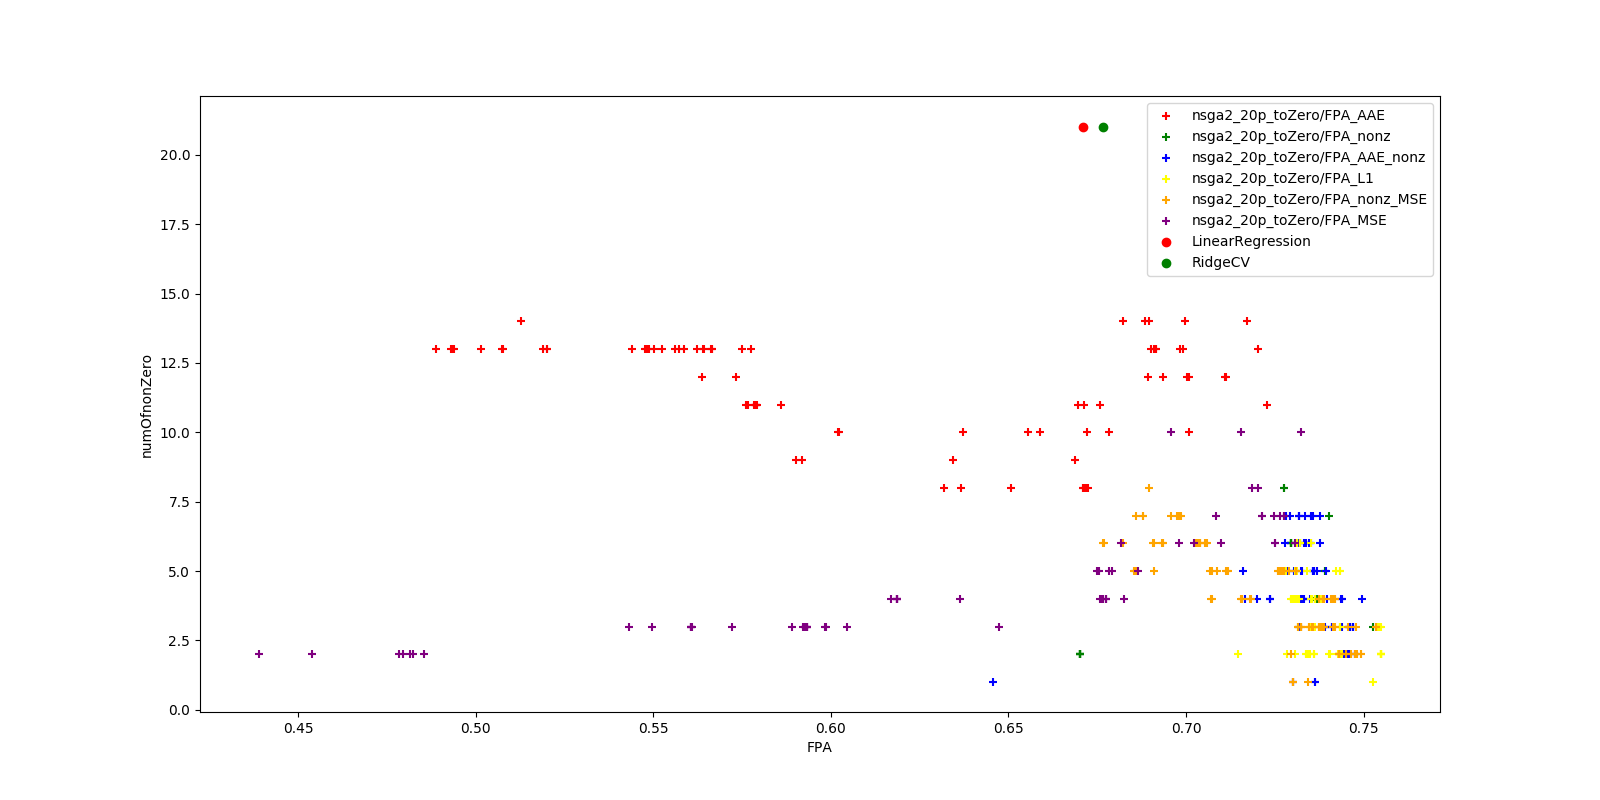 nsga2_20p_toZero/FPA_AAE
nsga2_20p_toZero/FPA_nonz
nsga2_20p_toZero/FPA_AAE_nonz
nsga2_20p_toZero/FPA_L1
nsga2_20p_toZero/FPA_nonz_MSE
nsga2_20p_toZero/FPA_MSE
LinearRegression
RidgeCV
numOfnonZero
20.0
17.5
15.0
12.5
10.0
7.5
5.0
2.5
0.0
0.45
0.50
0.55
0.60
0.65
0.70
0.75
FPA